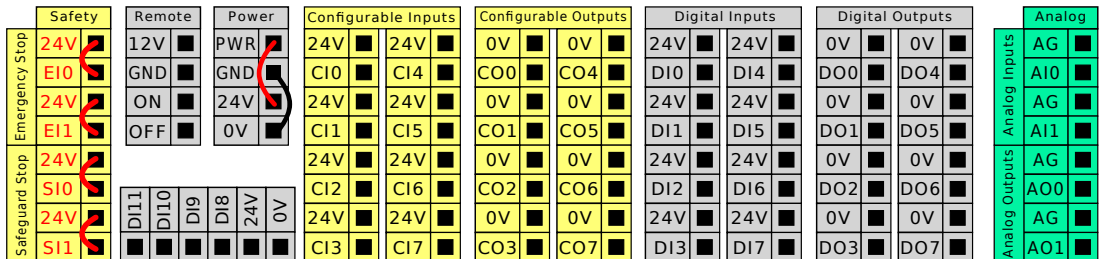 Safety Remote Power Configurable Inputs Configurable Outputs Digital Inputs Digital Outputs Analog
Emergency Stop
24V
EI0
24V
EI1
Safeguard Stop
24V
SI0
24V
SI1
12V
GND
ON
OFF
PWR
GND
24V
0V
DI11
DI10
DI9
DI8
24V
0V
24V 24V
CI0 CI4
24V 24V
CI1 CI5
24V 24V
CI2 CI6
24V 24V
CI3 CI7
0V 0V
CO0 CO4
0V 0V
CO1 CO5
0V 0V
CO2 CO6
0V 0V
CO3 CO7
24V 24V
DI0 DI4
24V 24V
DI1 DI5
24V 24V
DI2 DI6
24V 24V
DI3 DI7
0V 0V
DO0 DO4
0V 0V
DO1 DO5
0V 0V
DO2 DO6
0V 0V
DO3 DO7
Analog Inputs
AG
AI0
AG
AI1
Analog Outputs
AG
AO0
AG
AO1